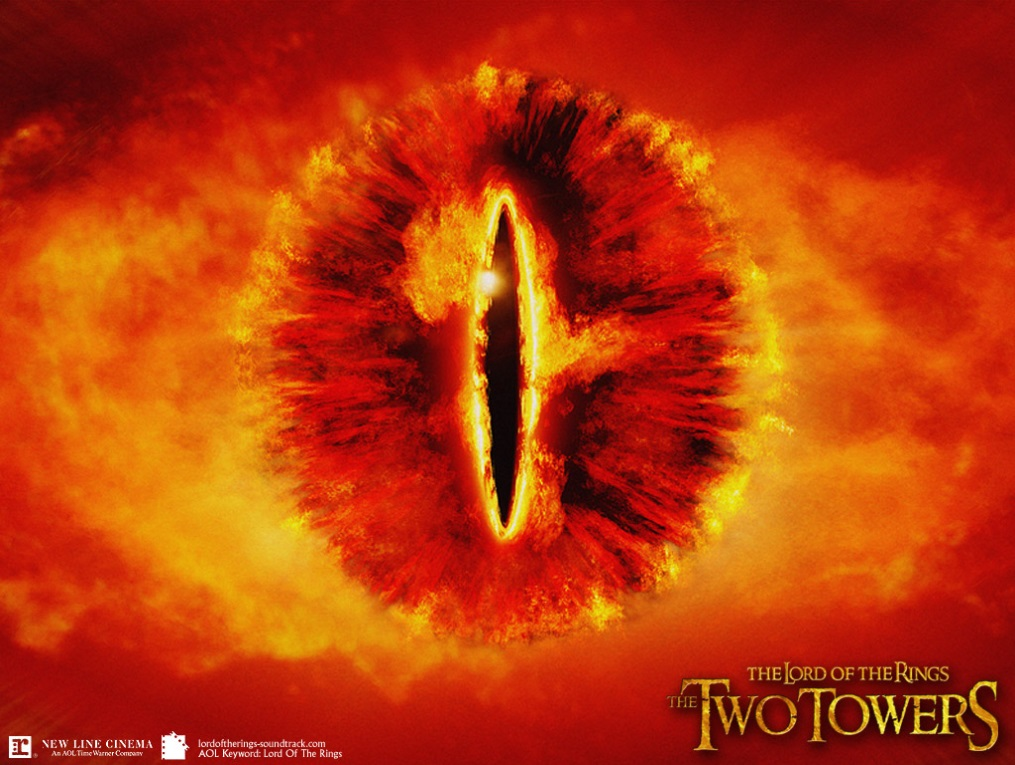 THE LORD OF THE RINGS
THE TWO TOWERS
NEW LINE CINEMA
An AOL Time Warner Company
lordoftherings-soundtrack.com
AOL Keyword: Lord Of The Rings